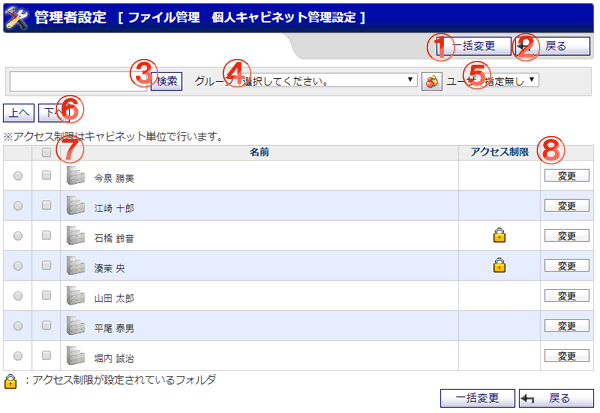 管理者設定 [ ファイル管理 個人キャビネット管理設定 ]
① 一括変更 ② 戻る
③ 検索 グループ ④ 選択してください。 ユーザ ⑤ 指定無し
上へ 下へ ⑥
※アクセス制限はキャビネット単位で行います。
⑦ 名前 アクセス制限 ⑧
今泉 勝美 変更
江崎 十郎 変更
石橋 鈴音 変更
湊茉 央 変更
山田 太郎 変更
平尾 泰男 変更
堀内 誠治 変更
：アクセス制限が設定されているフォルダ
一括変更 戻る